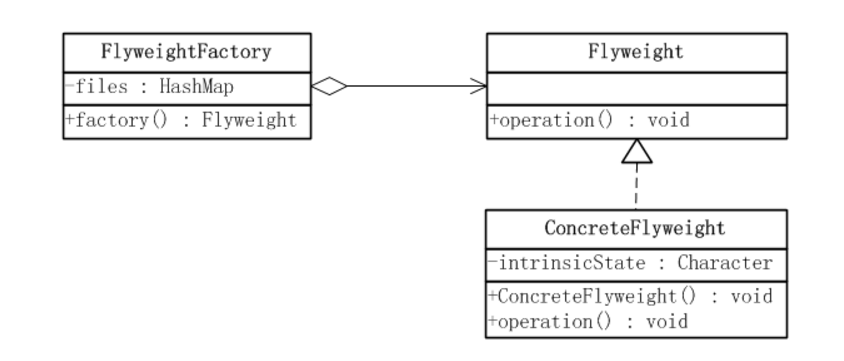 FlyweightFactory
-files : HashMap
+factory() : Flyweight
Flyweight
+operation() : void
ConcreteFlyweight
-intrinsicState : Character
+ConcreteFlyweight() : void
+operation() : void